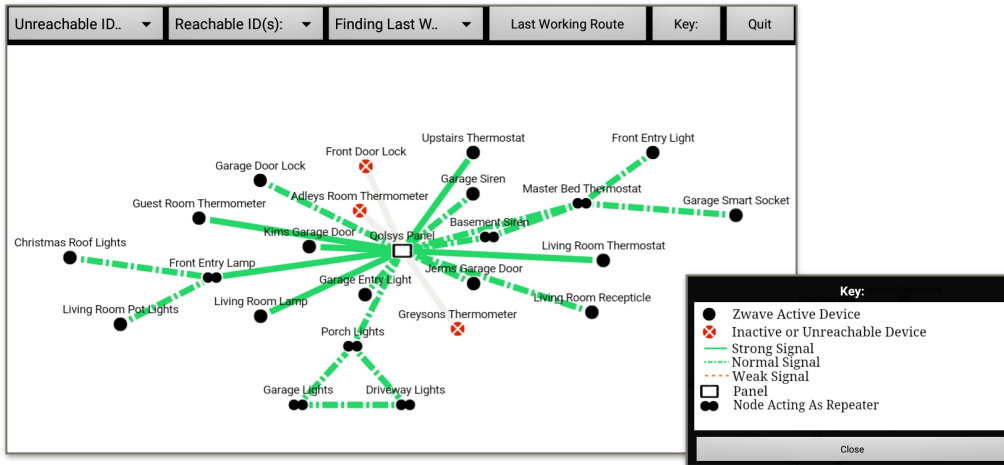 Unreachable ID..
Reachable ID(s):
Finding Last W..
Last Working Route
Key:
Quit
Upstairs Thermostat
Front Entry Light
Front Door Lock
Garage Door Lock
Garage Siren
Master Bed Thermostat
Adleys Room Thermometer
Guest Room Thermometer
Garage Smart Socket
Basement Siren
Kims Garage Door
Qolsys Panel
Christmas Roof Lights
Living Room Thermostat
Front Entry Lamp
Jerms Garage Door
Garage Entry Light
Living Room Pot Lights
Living Room Lamp
Living Room Recepticle
Greysons Thermometer
Porch Lights
Garage Lights
Driveway Lights
Key:
Zwave Active Device
Inactive or Unreachable Device
Strong Signal
Normal Signal
Weak Signal
Panel
Node Acting As Repeater
Close